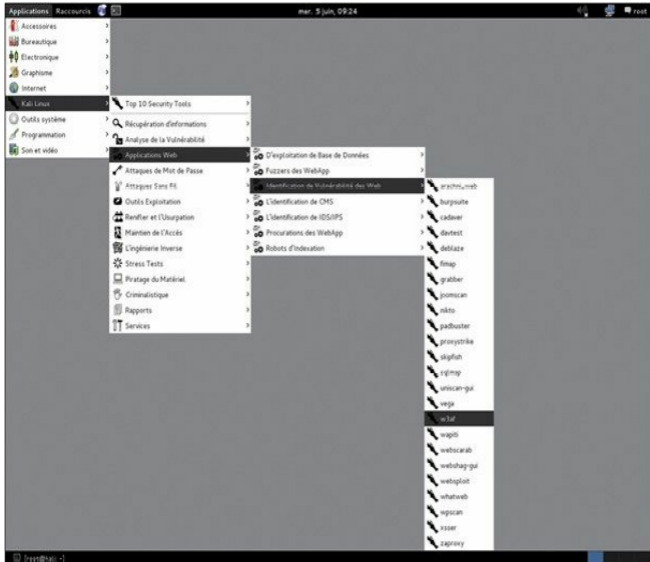 Applications Raccourcis
mer. 5 juin, 09:24
root
Accessoires
Bureautique
Electronique
Graphisme
Internet
Kali Linux
Outils système
Programmation
Son et vidéo
Top 10 Security Tools
Récupération d'informations
Analyse de la Vulnérabilité
Applications Web
Attaques de Mot de Passe
Attaques Sans Fil
Outils Exploitation
Renifler et l'Usurpation
Maintien de l'Accès
L'ingénierie Inverse
Stress Tests
Piratage du Matériel
Criminalistique
Rapports
Services
D'exploitation de Base de Données
Fuzzers des WebApp
Identification de Vulnérabilité des Web
L'identification de CMS
L'identification de IDS/IPS
Procurations des WebApp
Robots d'Indexation
arachni_web
burpsuite
cadaver
davtest
deblaze
fimap
grabber
joomscan
nikto
padbuster
proxystrike
skipfish
sqlmap
uniscan-gui
vega
w3af
wapiti
webscarab
webshag-gui
websploit
whatweb
wpscan
xsser
zaproxy
[root@kali: ~]